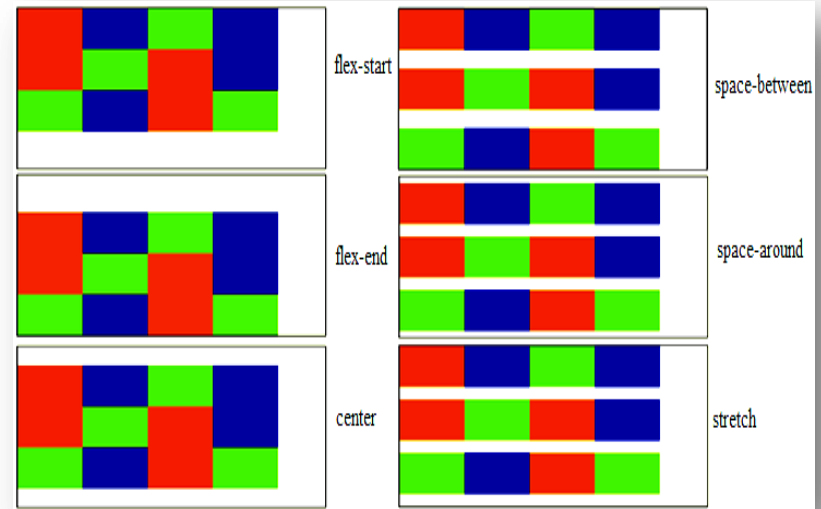 flex-start
space-between
flex-end
space-around
center
stretch